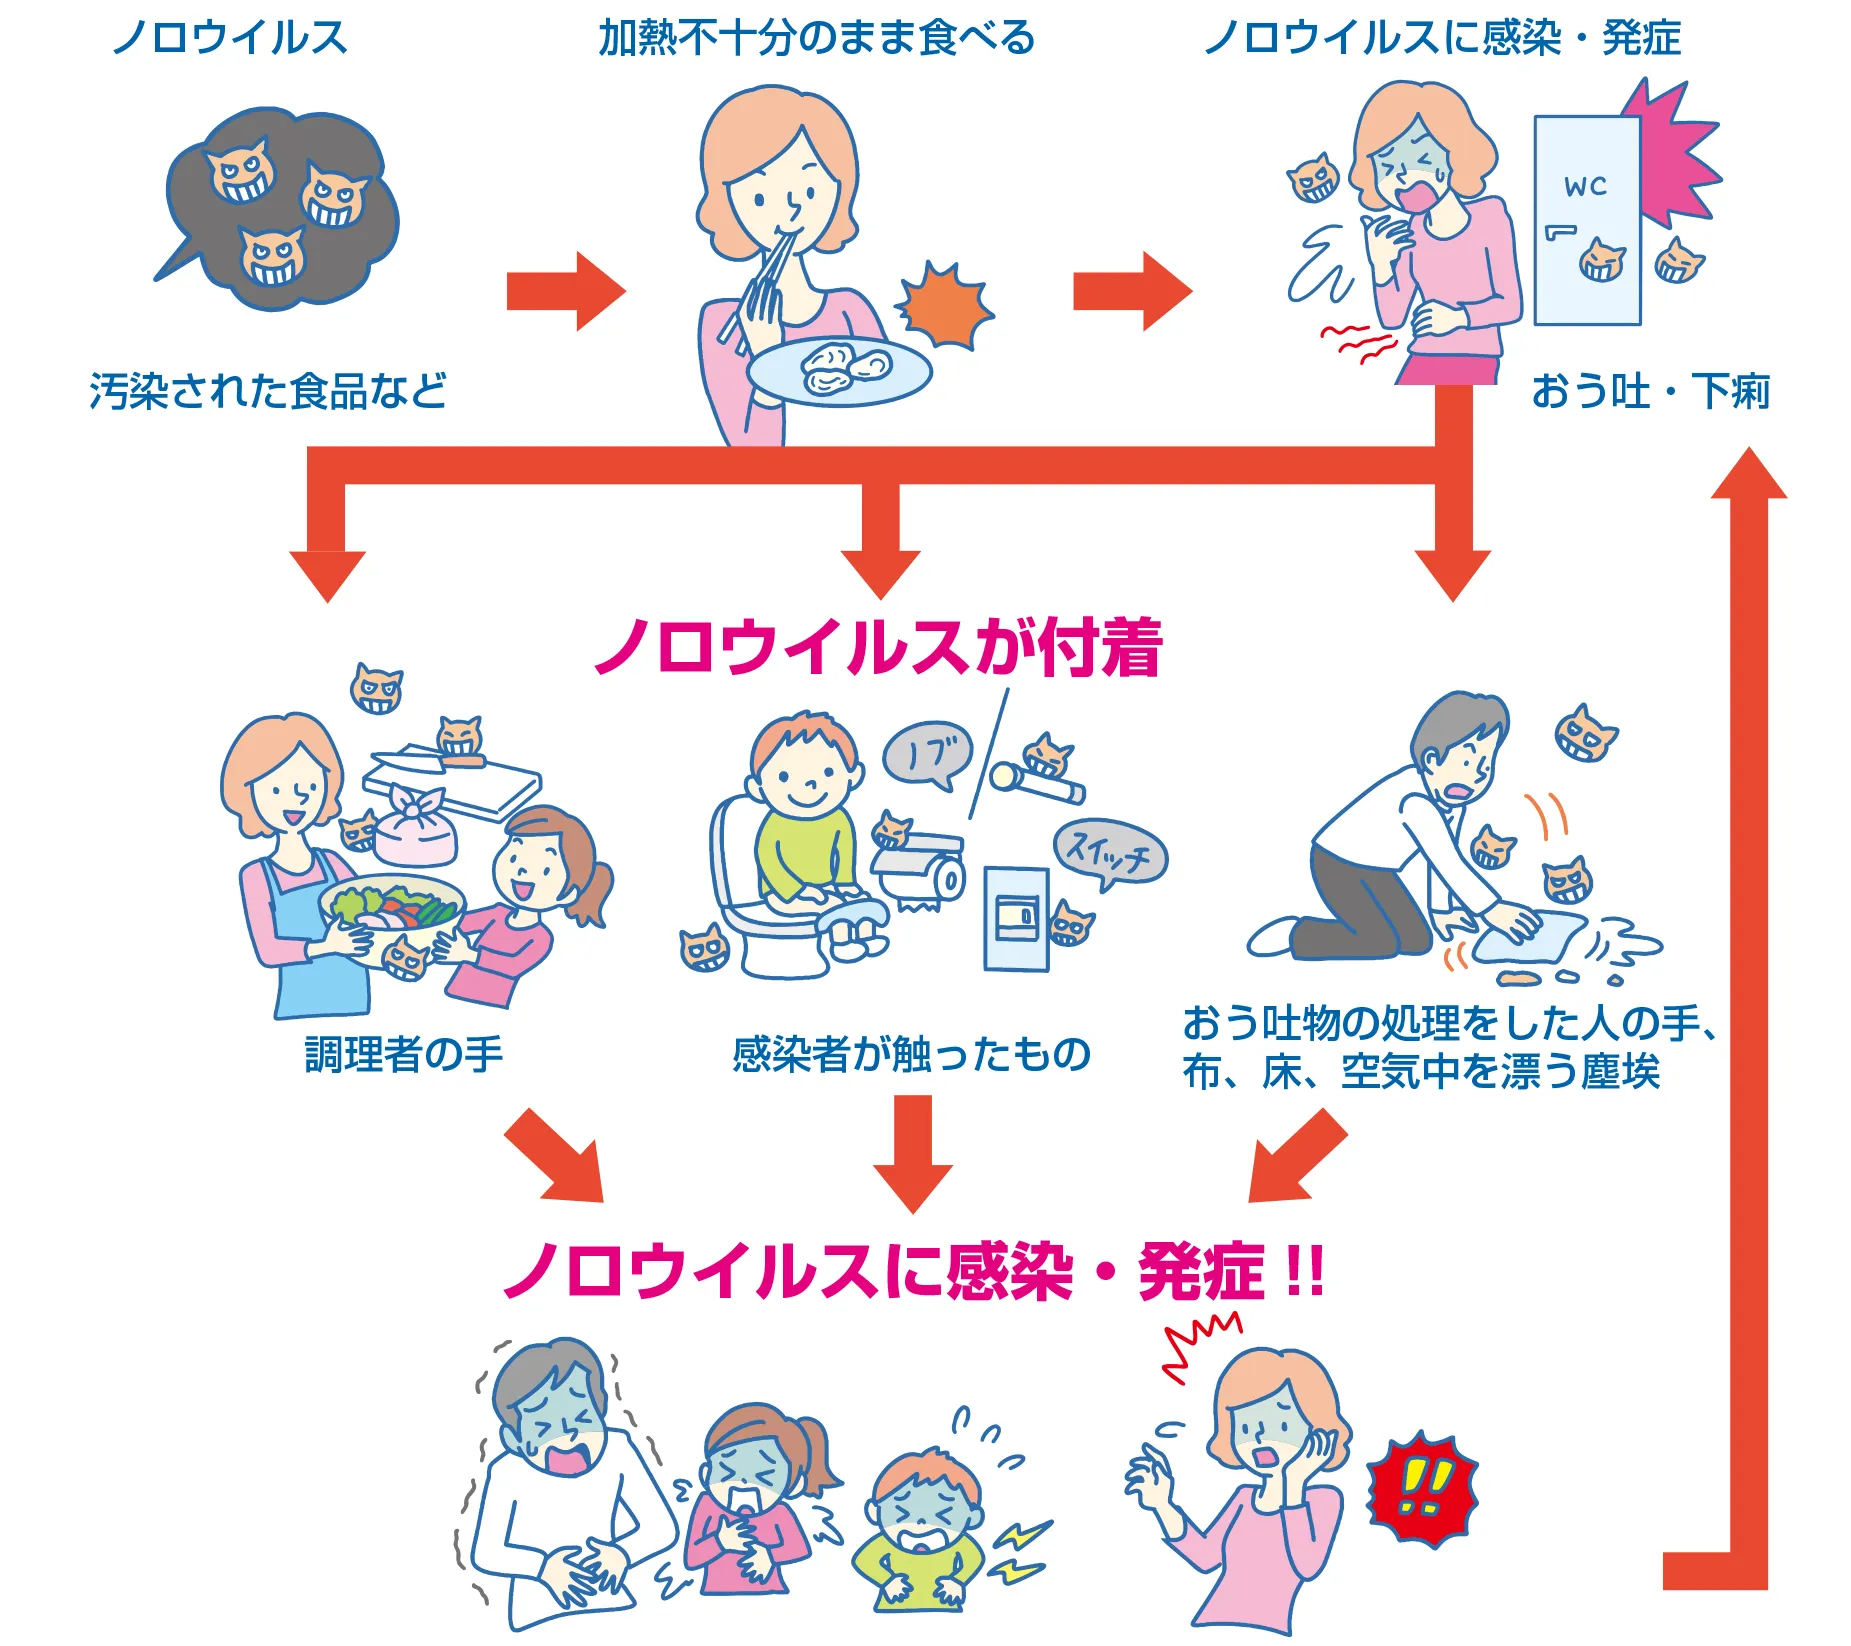 ノロウイルス
加熱不十分のまま食べる
ノロウイルスに感染・発症
WC
汚染された食品など
おう吐・下痢
ノロウイルスが付着
ノブ
スイッチ
調理者の手
感染者が触ったもの
おう吐物の処理をした人の手、
布、床、空気中を漂う塵埃
ノロウイルスに感染・発症!!
!!